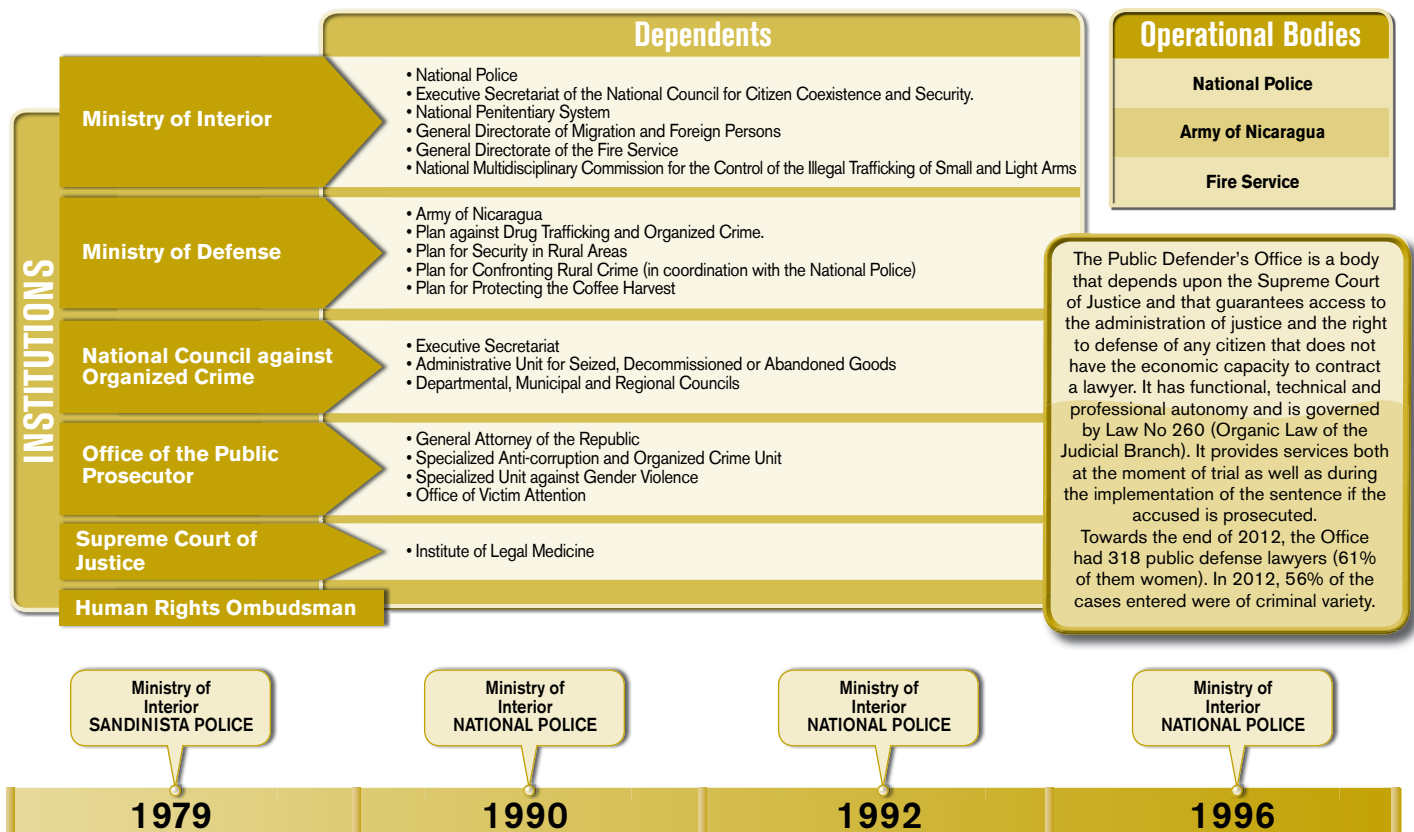 Dependents
INSTITUTIONS
Ministry of Interior
• National Police
• Executive Secretariat of the National Council for Citizen Coexistence and Security.
• National Penitentiary System
• General Directorate of Migration and Foreign Persons
• General Directorate of the Fire Service
• National Multidisciplinary Commission for the Control of the Illegal Trafficking of Small and Light Arms
Ministry of Defense
• Army of Nicaragua
• Plan against Drug Trafficking and Organized Crime.
• Plan for Security in Rural Areas
• Plan for Confronting Rural Crime (in coordination with the National Police)
• Plan for Protecting the Coffee Harvest
National Council against
Organized Crime
• Executive Secretariat
• Administrative Unit for Seized, Decommissioned or Abandoned Goods
• Departmental, Municipal and Regional Councils
Office of the Public
Prosecutor
• General Attorney of the Republic
• Specialized Anti-corruption and Organized Crime Unit
• Specialized Unit against Gender Violence
• Office of Victim Attention
Supreme Court of
Justice
• Institute of Legal Medicine
Human Rights Ombudsman
Operational Bodies
National Police
Army of Nicaragua
Fire Service
The Public Defender's Office is a body
that depends upon the Supreme Court
of Justice and that guarantees access to
the administration of justice and the right
to defense of any citizen that does not
have the economic capacity to contract
a lawyer. It has functional, technical and
professional autonomy and is governed
by Law No 260 (Organic Law of the
Judicial Branch). It provides services both
at the moment of trial as well as during
the implementation of the sentence if the
accused is prosecuted.
Towards the end of 2012, the Office
had 318 public defense lawyers (61%
of them women). In 2012, 56% of the
cases entered were of criminal variety.
Ministry of
Interior
SANDINISTA POLICE
1979
Ministry of
Interior
NATIONAL POLICE
1990
Ministry of
Interior
NATIONAL POLICE
1992
Ministry of
Interior
NATIONAL POLICE
1996